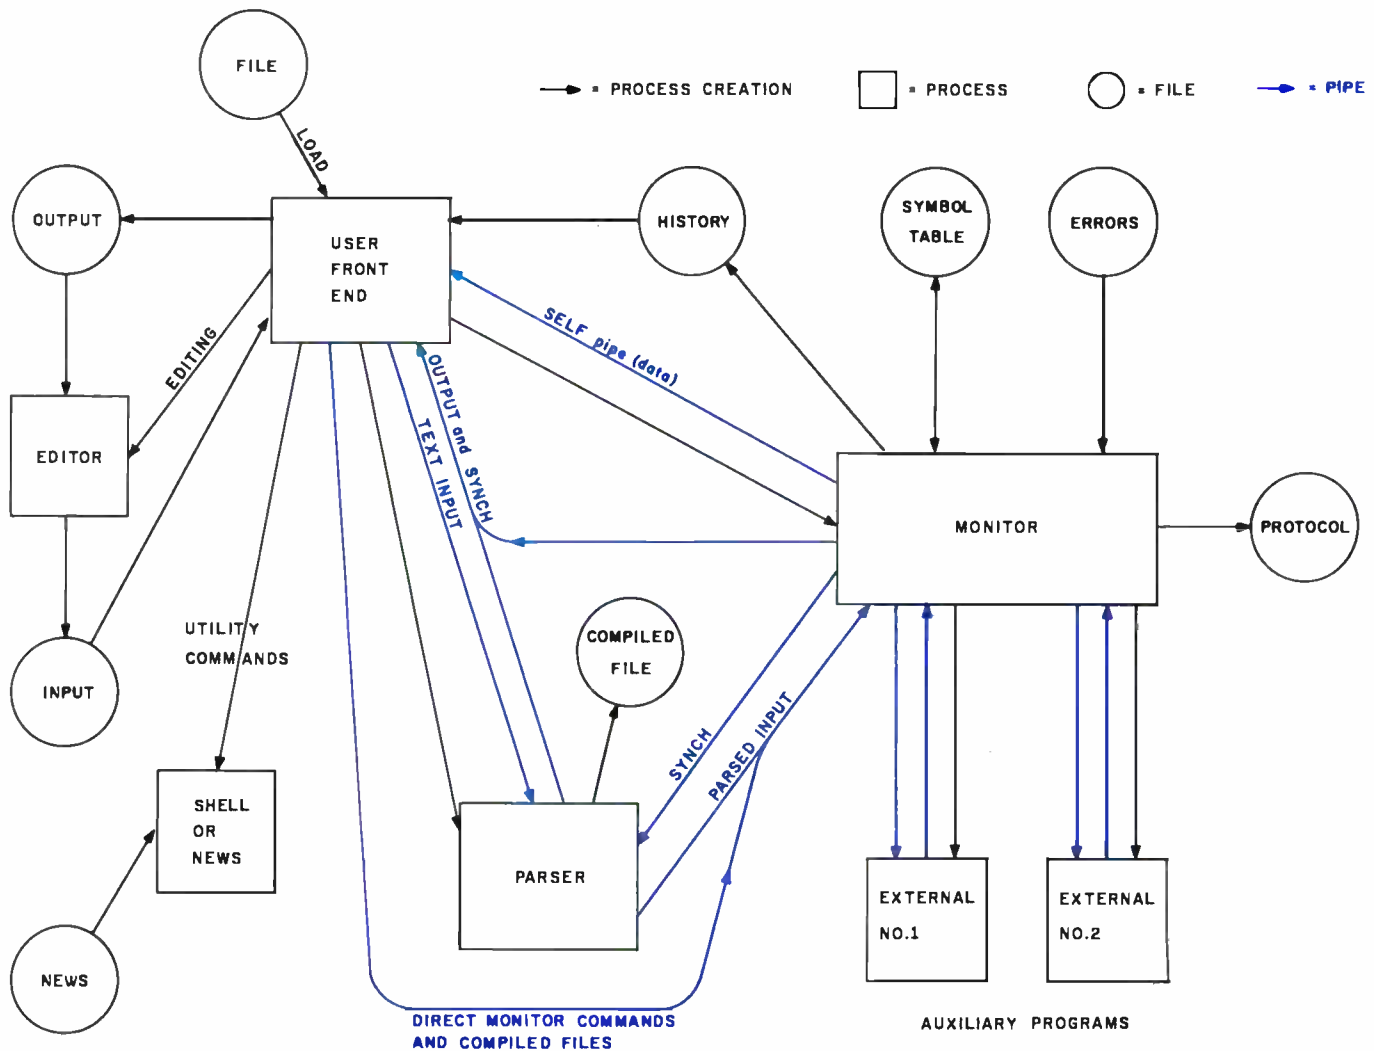 FILE
= PROCESS CREATION
= PROCESS
= FILE
= PIPE
LOAD
OUTPUT
USER
FRONT
END
HISTORY
SYMBOL
TABLE
ERRORS
SELF pipe (data)
EDITING
OUTPUT and SYNCH
TEXT INPUT
EDITOR
MONITOR
PROTOCOL
UTILITY
COMMANDS
COMPILED
FILE
INPUT
SYNCH
PARSED INPUT
SHELL
OR
NEWS
PARSER
EXTERNAL
NO.1
EXTERNAL
NO.2
NEWS
DIRECT MONITOR COMMANDS
AND COMPILED FILES
AUXILIARY PROGRAMS